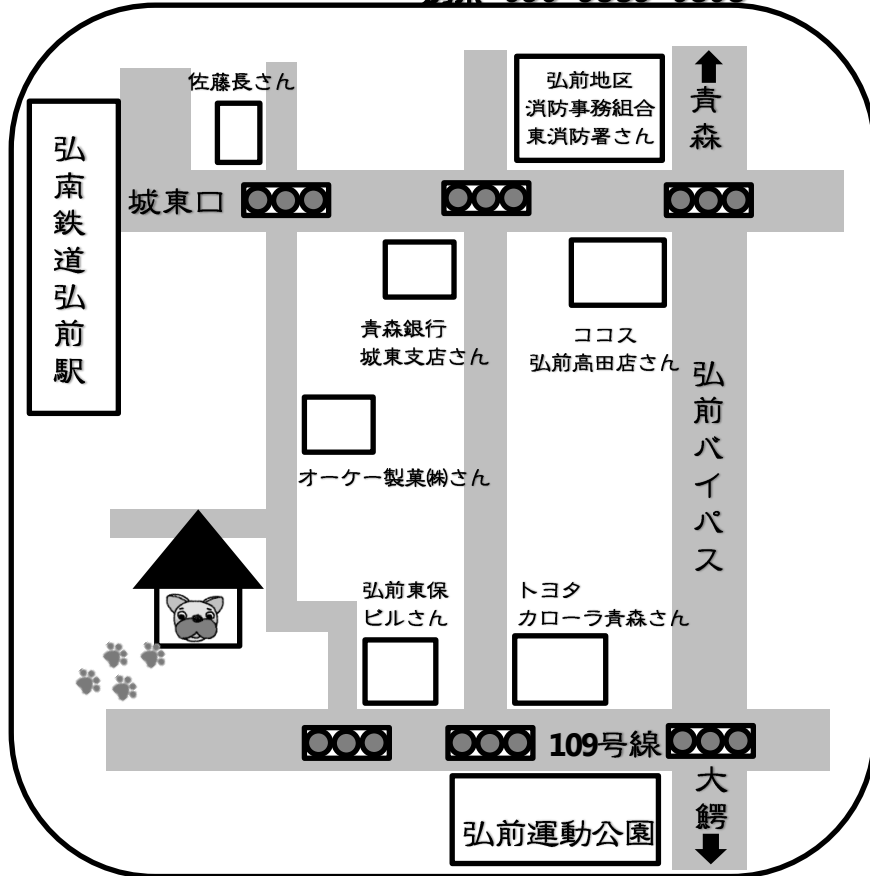 佐藤長さん
弘前地区
消防事務組合
東消防署さん
青森
城東口
弘南鉄道弘前駅
青森銀行
城東支店さん
ココス
弘前高田店さん
弘前バイパス
オーケー製菓㈱さん
弘前東保
ビルさん
トヨタ
カローラ青森さん
109号線
大鰐
弘前運動公園